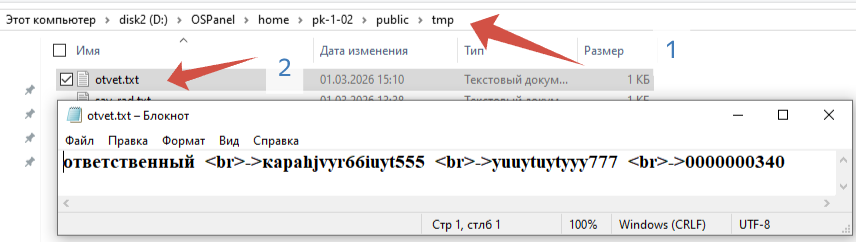 Этот компьютер › disk2 (D:) › OSPanel › home › pk-1-02 › public › tmp
1
Имя Дата изменения Тип Размер
2
otvet.txt 01.03.2026 15:10 Текстовый докум... 1 КБ
otvet.txt – Блокнот
Файл Правка Формат Вид Справка
ответственный <br>->карahjvyr66iuyt555 <br>->yuuytuytyyy777 <br>->0000000340
Стр 1, стлб 1 100% Windows (CRLF) UTF-8